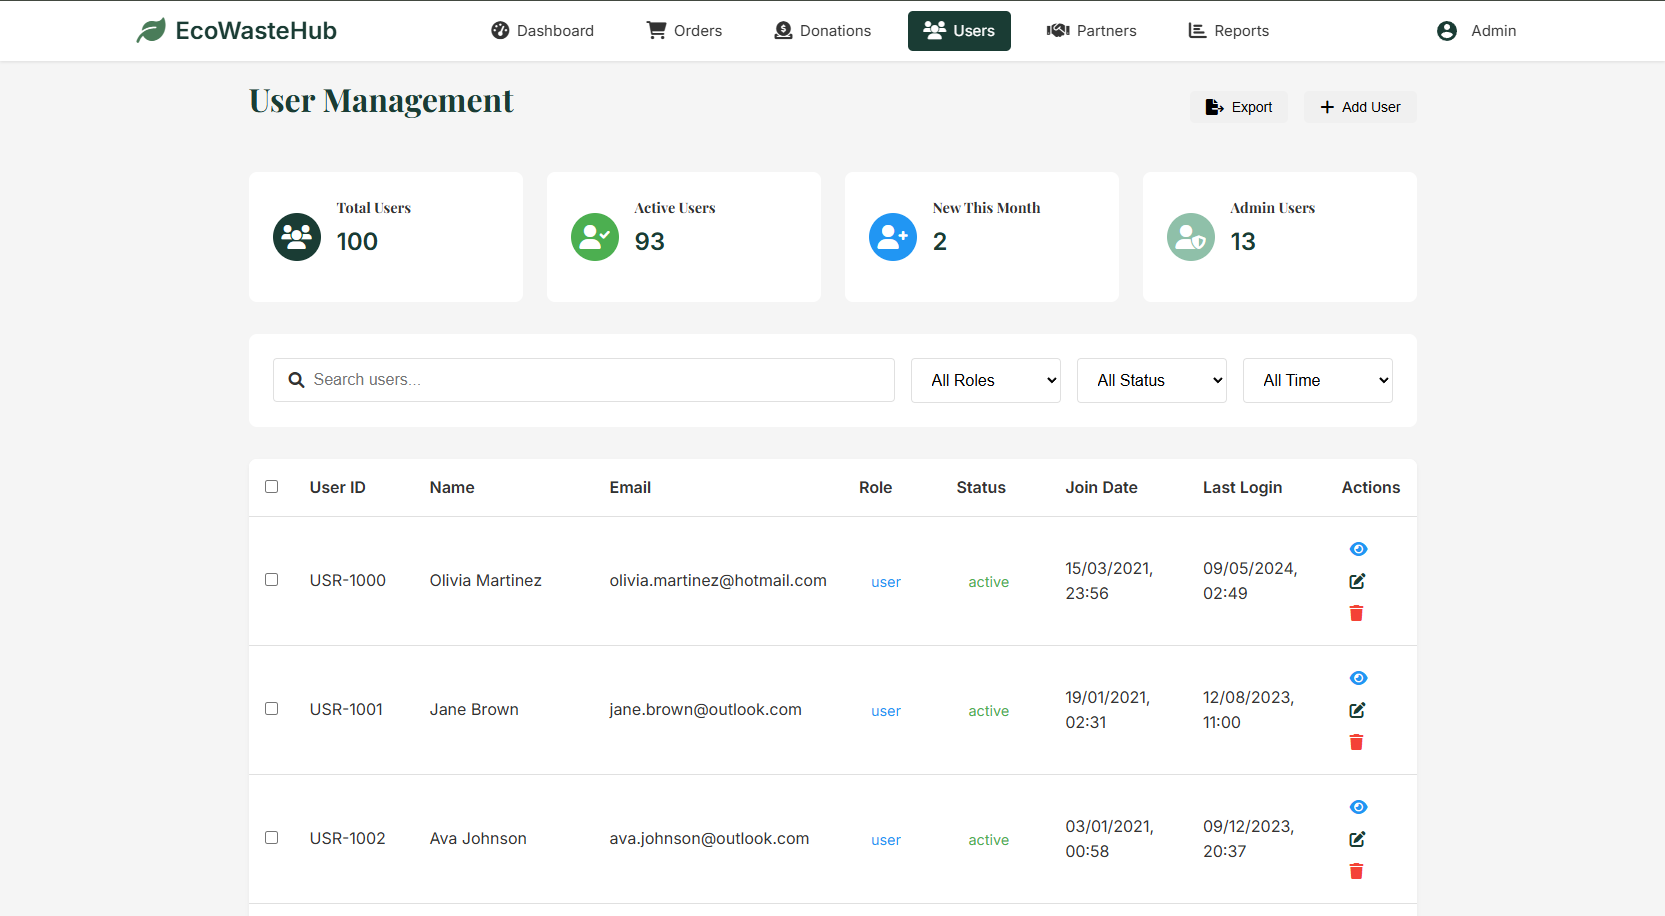 EcoWasteHub
Dashboard Orders Donations Users Partners Reports Admin
User Management
Export Add User
Total Users
100
Active Users
93
New This Month
2
Admin Users
13
Search users... All Roles All Status All Time
User ID Name Email Role Status Join Date Last Login Actions
USR-1000 Olivia Martinez olivia.martinez@hotmail.com user active 15/03/2021, 23:56 09/05/2024, 02:49
USR-1001 Jane Brown jane.brown@outlook.com user active 19/01/2021, 02:31 12/08/2023, 11:00
USR-1002 Ava Johnson ava.johnson@outlook.com user active 03/01/2021, 00:58 09/12/2023, 20:37